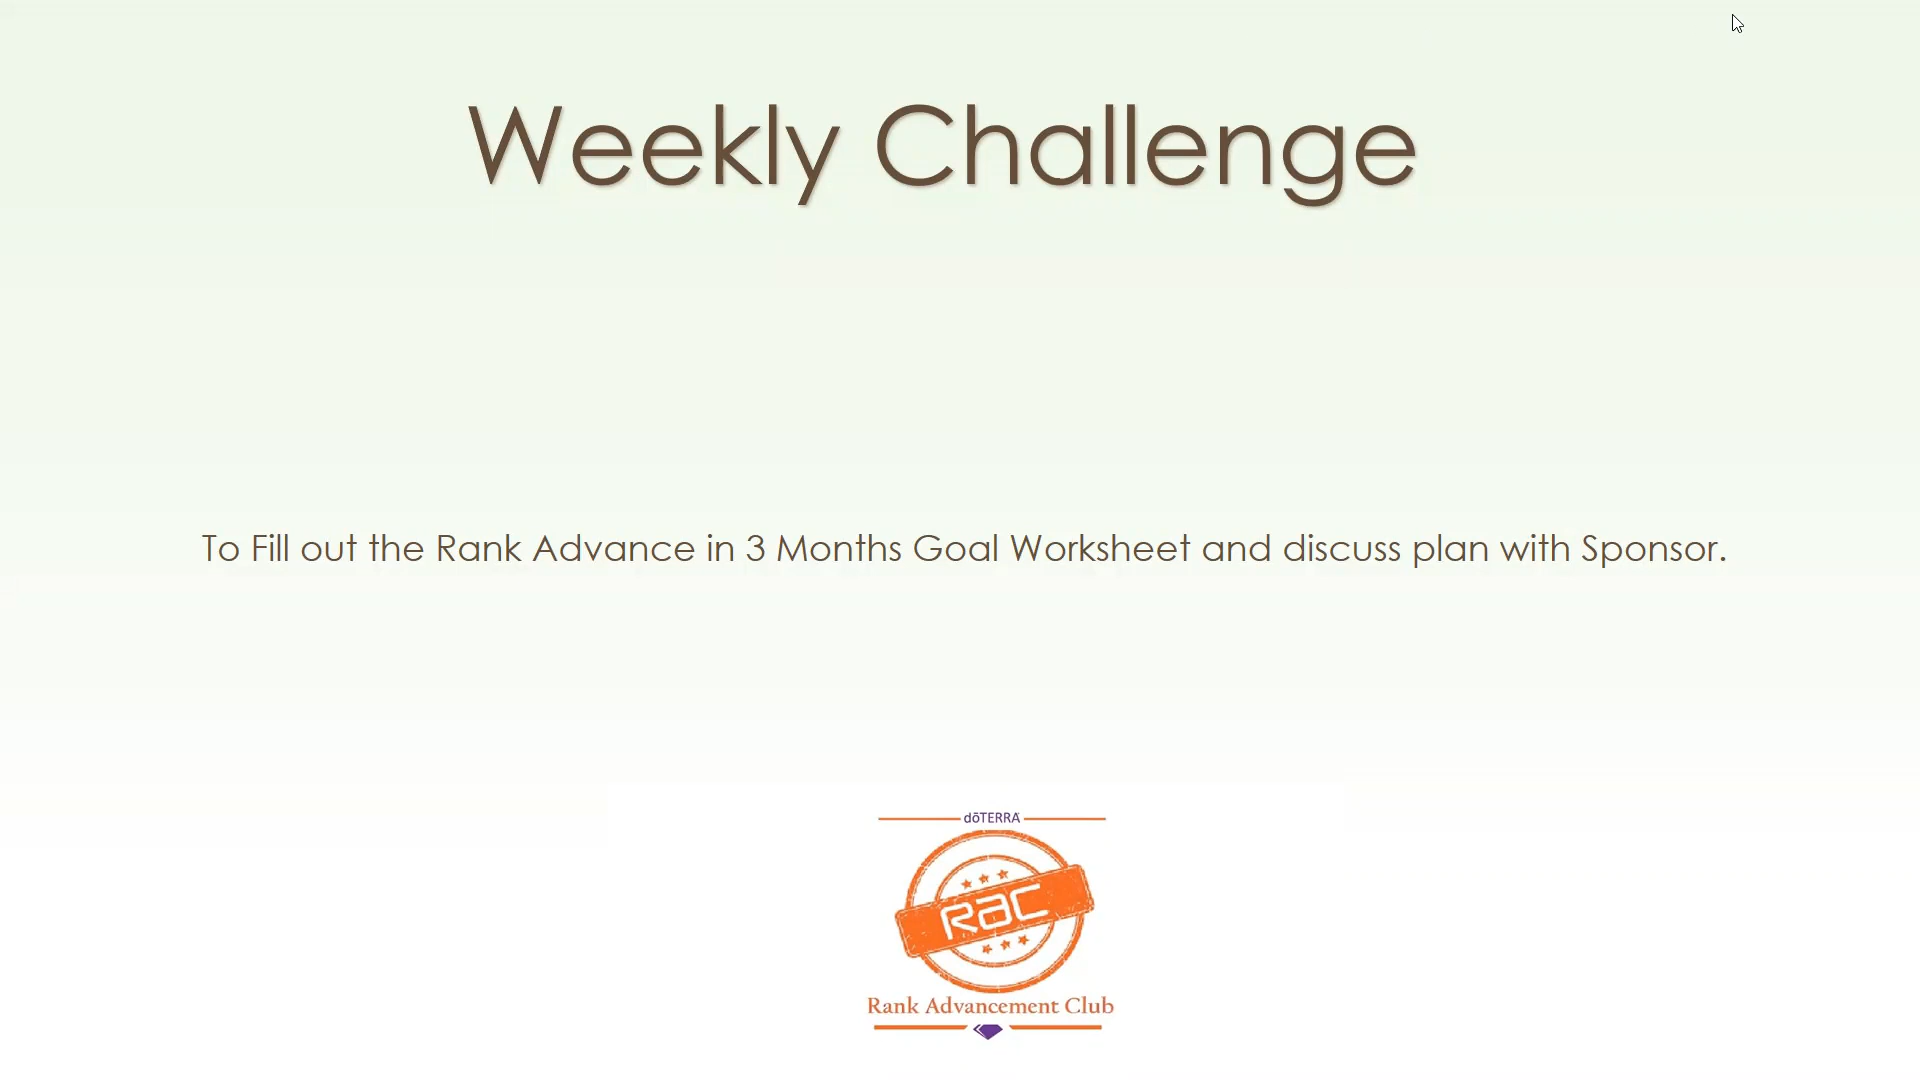 Weekly Challenge
To Fill out the Rank Advance in 3 Months Goal Worksheet and discuss plan with Sponsor.
dōTERRA
RaC
Rank Advancement Club